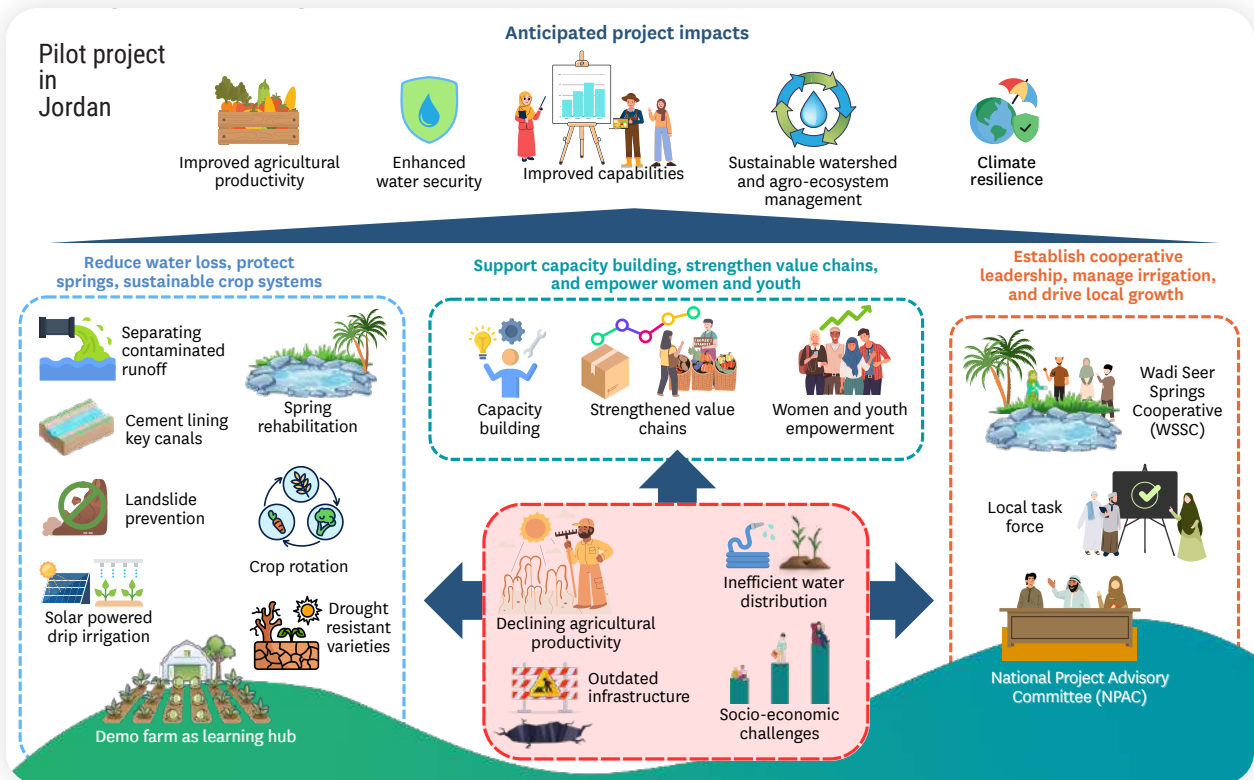 Pilot project
in
Jordan
Anticipated project impacts
Improved agricultural
productivity
Enhanced
water security
Improved capabilities
Sustainable watershed
and agro-ecosystem
management
Climate
resilience
Reduce water loss, protect
springs, sustainable crop systems
Separating
contaminated
runoff
Spring
rehabilitation
Cement lining
key canals
Landslide
prevention
Crop rotation
Solar powered
drip irrigation
Drought
resistant
varieties
Demo farm as learning hub
Support capacity building, strengthen value chains,
and empower women and youth
Capacity
building
Strengthened value
chains
Women and youth
empowerment
Declining agricultural
productivity
Inefficient water
distribution
Outdated
infrastructure
Socio-economic
challenges
Establish cooperative
leadership, manage irrigation,
and drive local growth
Wadi Seer
Springs
Cooperative
(WSSC)
Local task
force
National Project Advisory
Committee (NPAC)